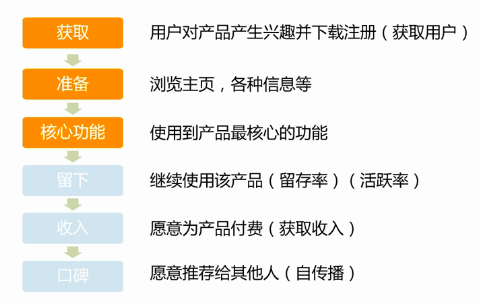 获取 用户对产品产生兴趣并下载注册（获取用户）
准备 浏览主页，各种信息等
核心功能 使用到产品最核心的功能
留下 继续使用该产品（留存率）（活跃率）
收入 愿意为产品付费（获取收入）
口碑 愿意推荐给其他人（自传播）